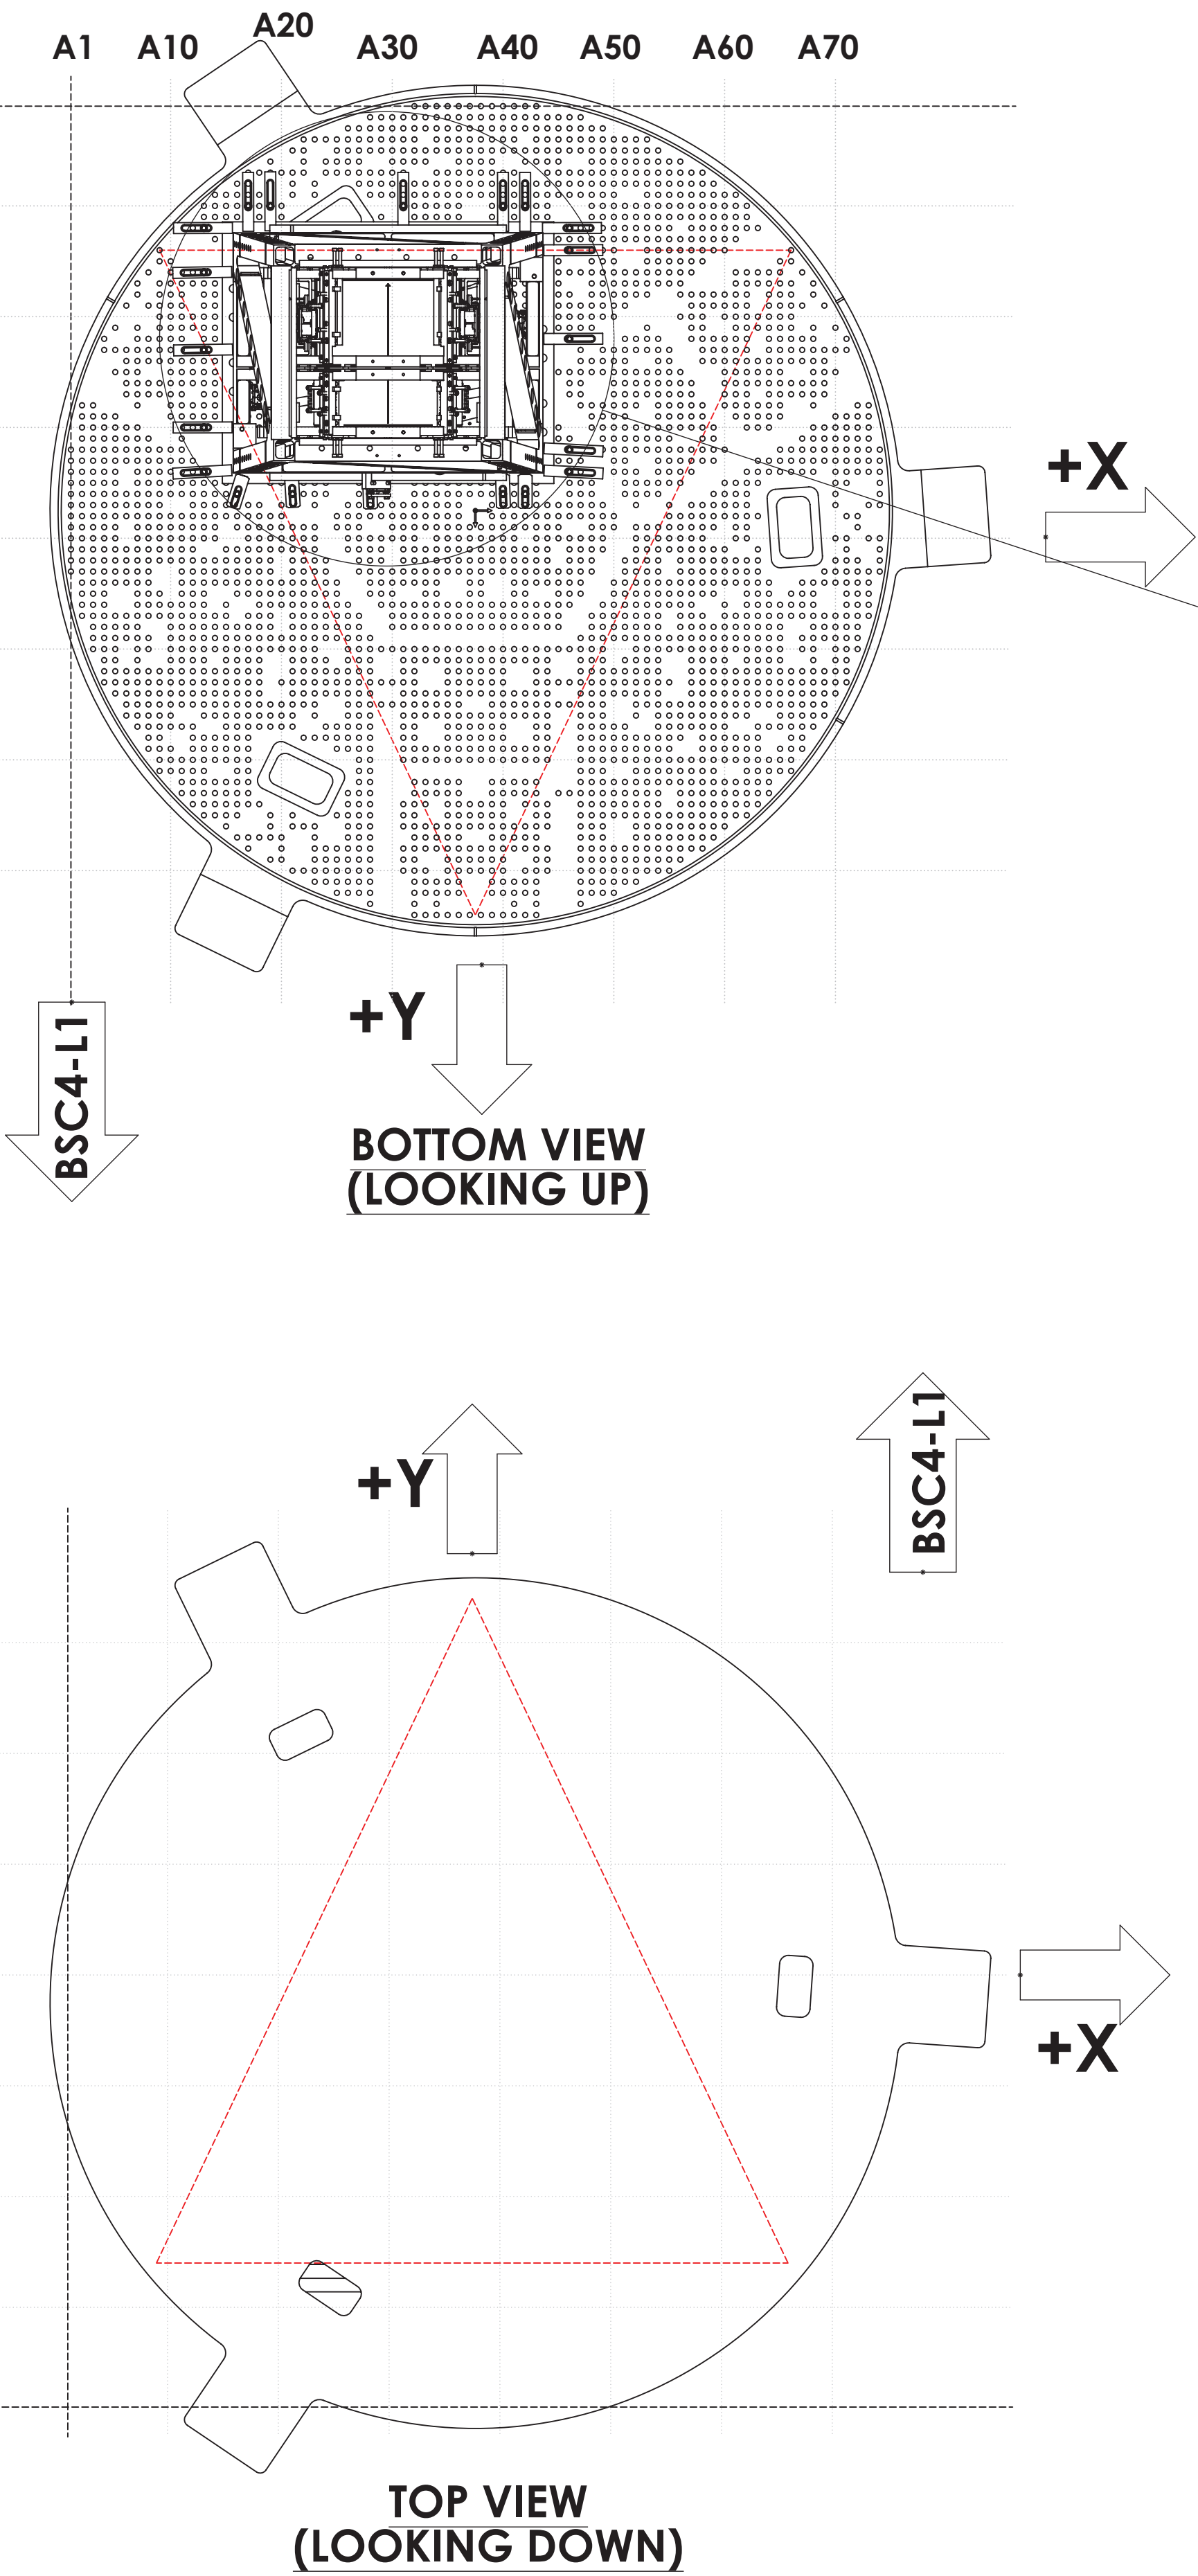 A1 A10 A20 A30 A40 A50 A60 A70
+X
+Y
BSC4-L1
BOTTOM VIEW
(LOOKING UP)
+Y
BSC4-L1
+X
TOP VIEW
(LOOKING DOWN)